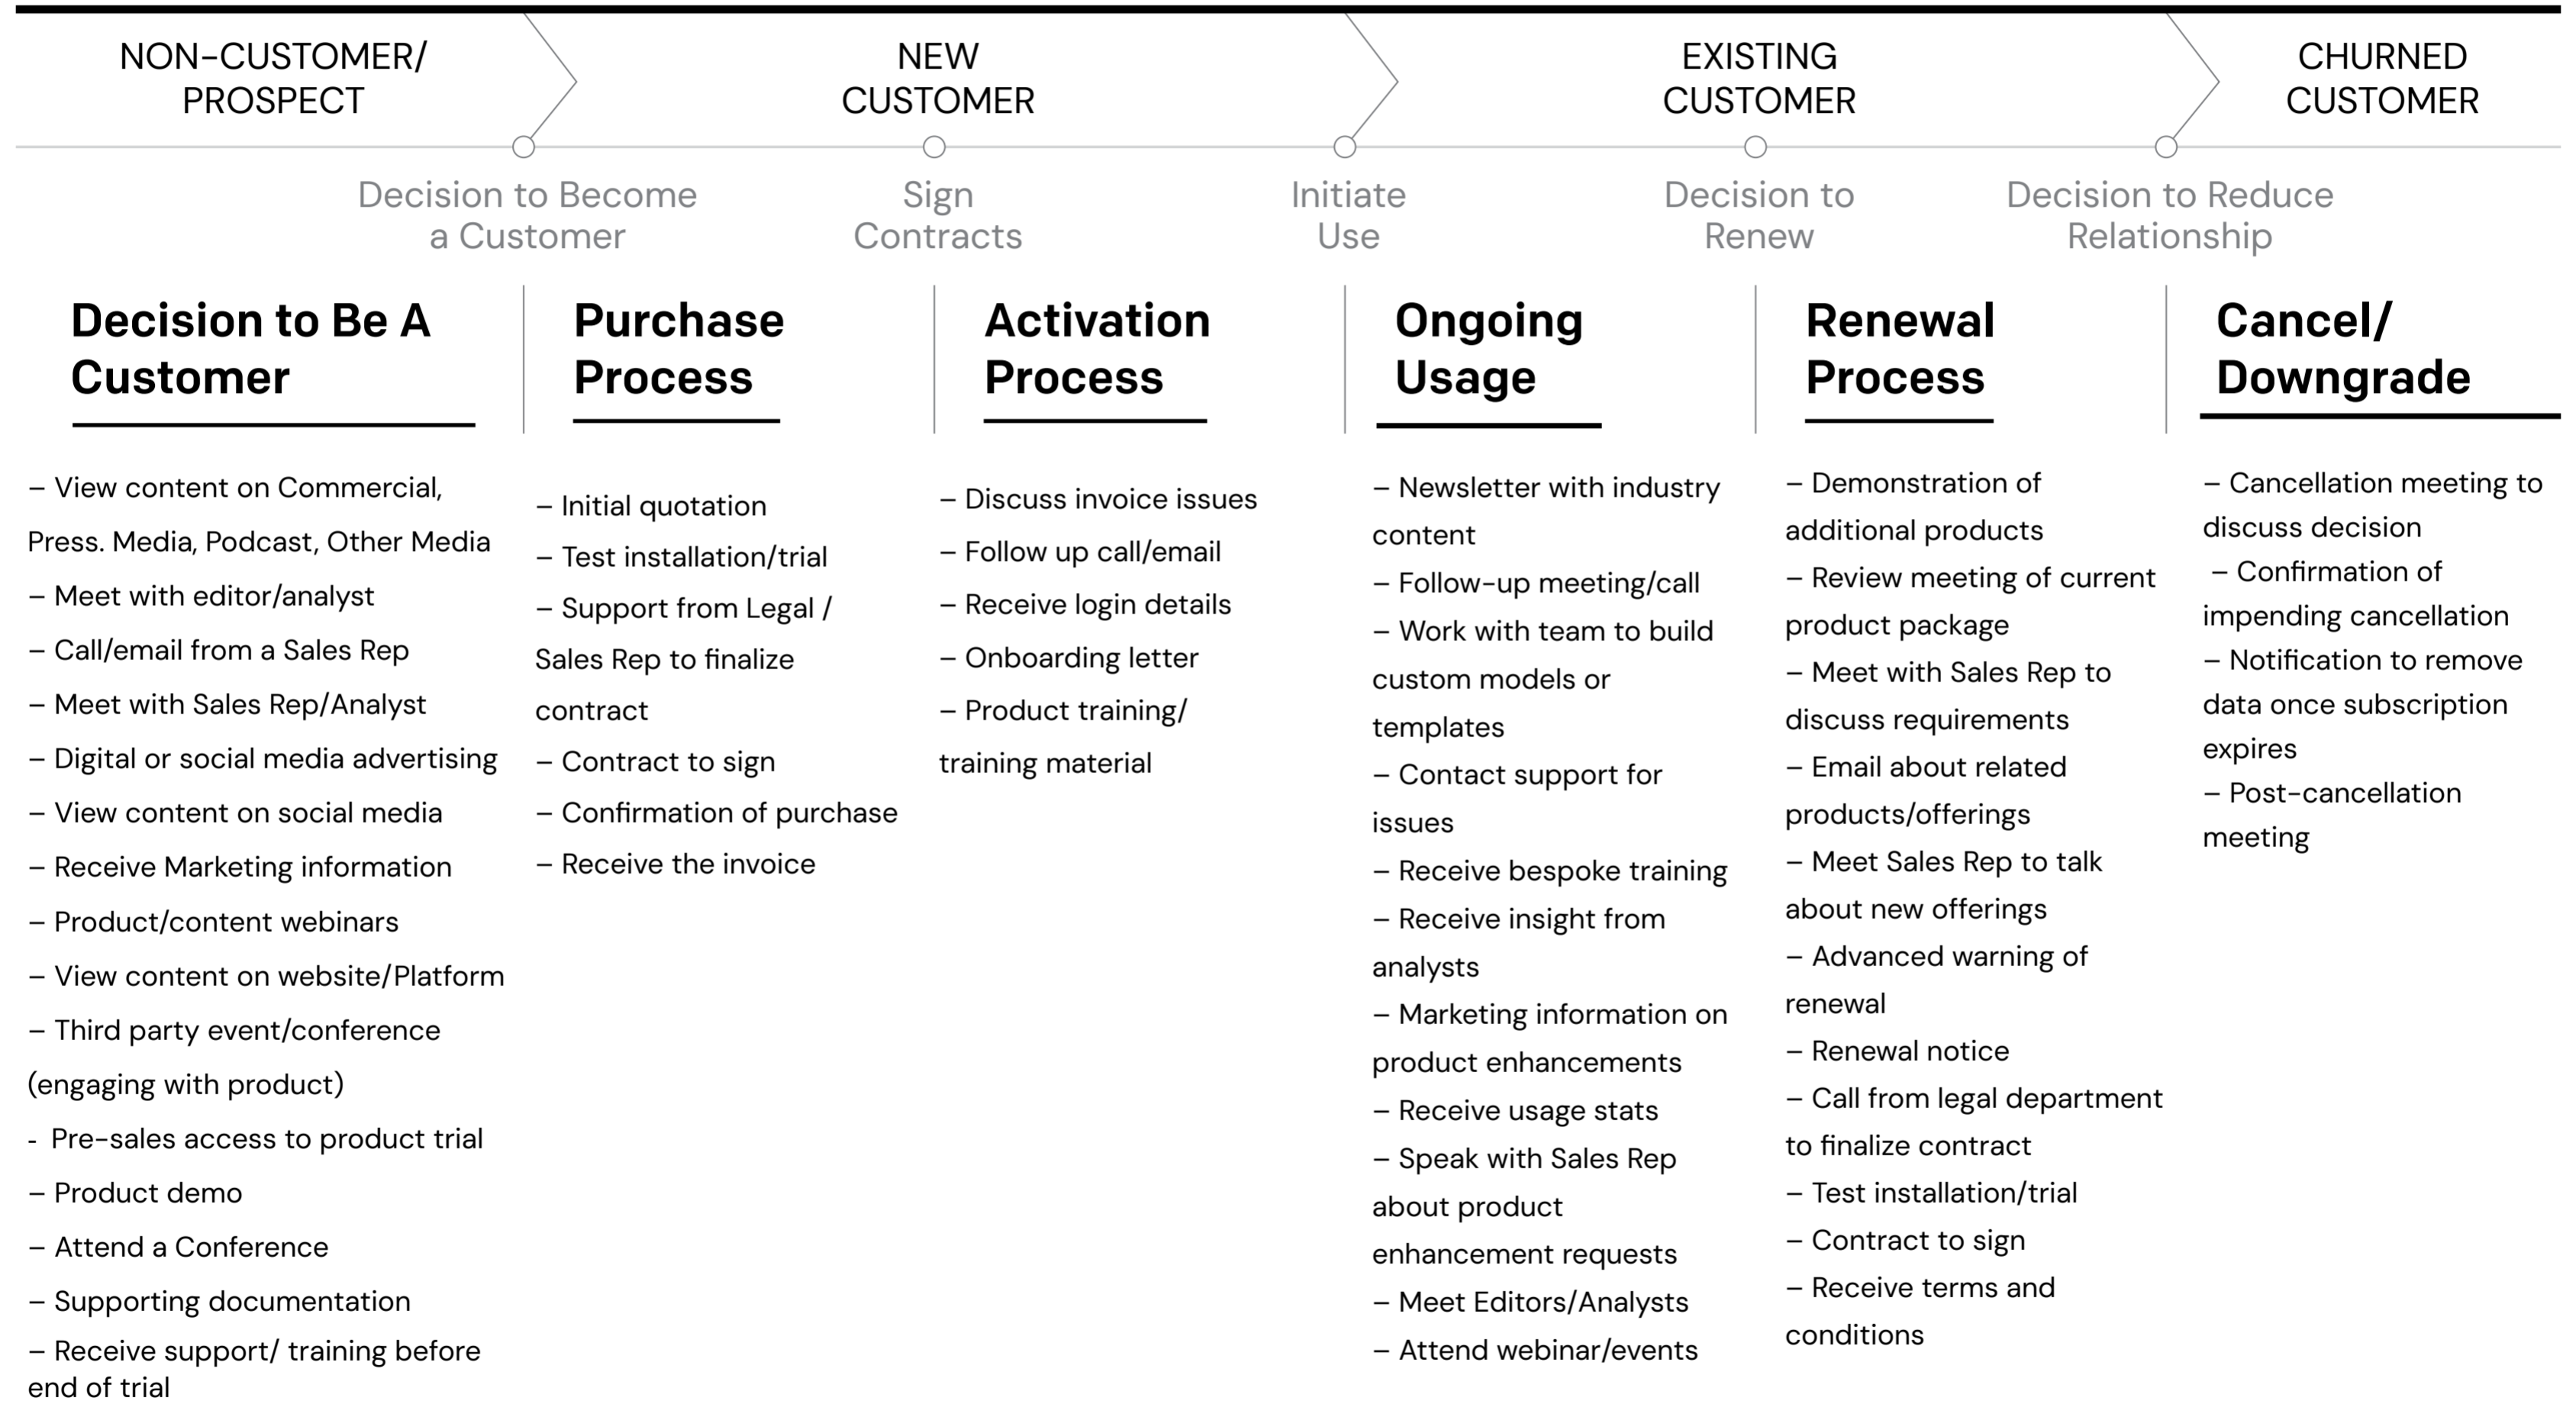 NON-CUSTOMER/
PROSPECT
NEW
CUSTOMER
EXISTING
CUSTOMER
CHURNED
CUSTOMER
Decision to Become
a Customer
Sign
Contracts
Initiate
Use
Decision to
Renew
Decision to Reduce
Relationship
Decision to Be A
Customer
– View content on Commercial,
Press. Media, Podcast, Other Media
– Meet with editor/analyst
– Call/email from a Sales Rep
– Meet with Sales Rep/Analyst
– Digital or social media advertising
– View content on social media
– Receive Marketing information
– Product/content webinars
– View content on website/Platform
– Third party event/conference
(engaging with product)
- Pre-sales access to product trial
– Product demo
– Attend a Conference
– Supporting documentation
– Receive support/ training before
end of trial
Purchase
Process
– Initial quotation
– Test installation/trial
– Support from Legal /
Sales Rep to finalize
contract
– Contract to sign
– Confirmation of purchase
– Receive the invoice
Activation
Process
– Discuss invoice issues
– Follow up call/email
– Receive login details
– Onboarding letter
– Product training/
training material
Ongoing
Usage
– Newsletter with industry
content
– Follow-up meeting/call
– Work with team to build
custom models or
templates
– Contact support for
issues
– Receive bespoke training
– Receive insight from
analysts
– Marketing information on
product enhancements
– Receive usage stats
– Speak with Sales Rep
about product
enhancement requests
– Meet Editors/Analysts
– Attend webinar/events
Renewal
Process
– Demonstration of
additional products
– Review meeting of current
product package
– Meet with Sales Rep to
discuss requirements
– Email about related
products/offerings
– Meet Sales Rep to talk
about new offerings
– Advanced warning of
renewal
– Renewal notice
– Call from legal department
to finalize contract
– Test installation/trial
– Contract to sign
– Receive terms and
conditions
Cancel/
Downgrade
– Cancellation meeting to
discuss decision
– Confirmation of
impending cancellation
– Notification to remove
data once subscription
expires
– Post-cancellation
meeting